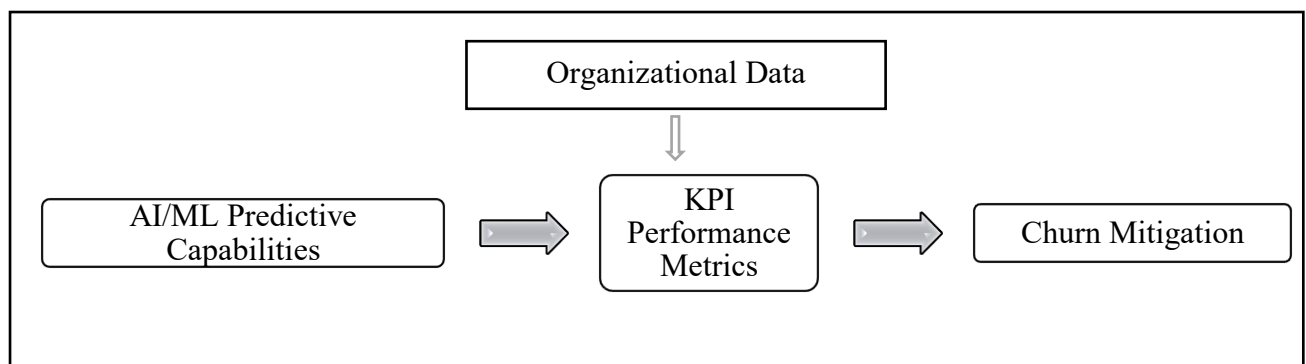 Organizational Data
AI/ML Predictive
Capabilities
KPI
Performance
Metrics
Churn Mitigation